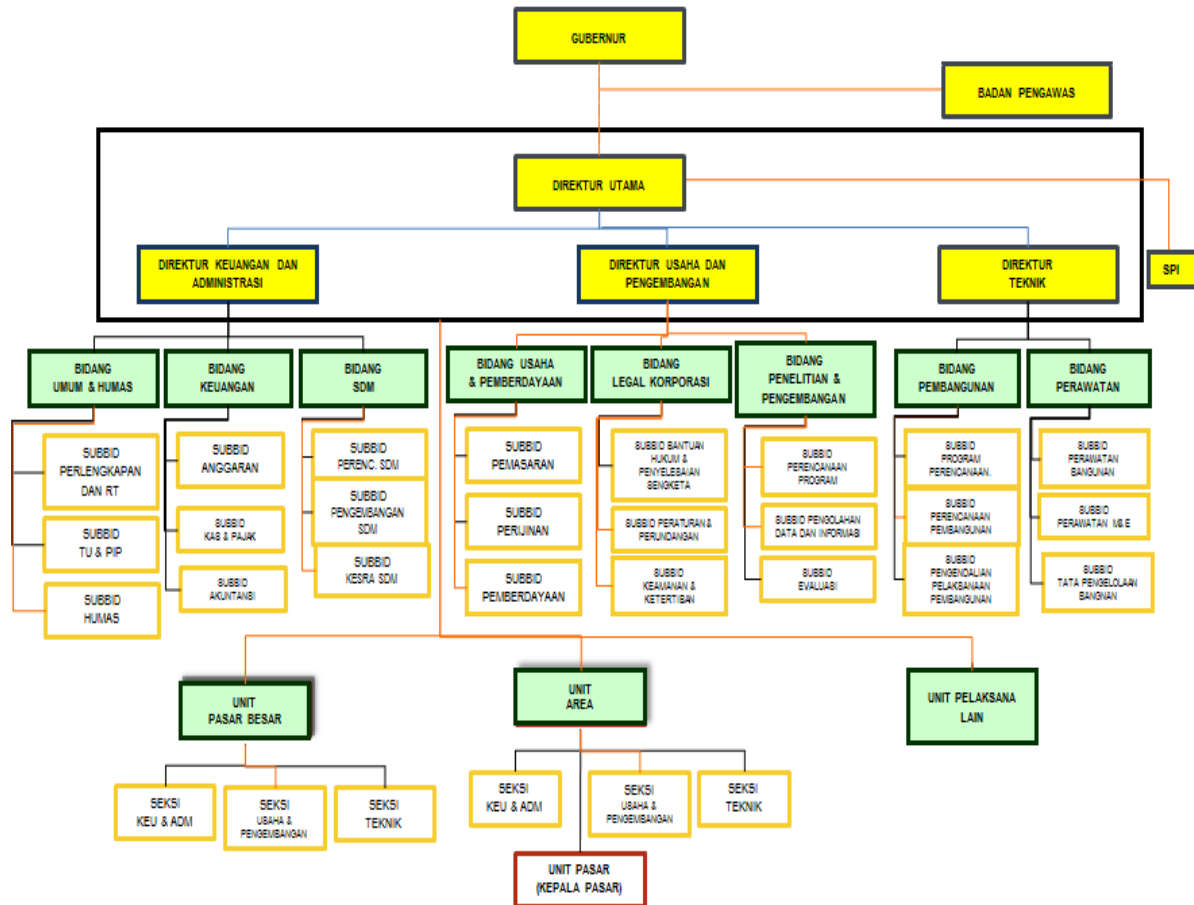 GUBERNUR
BADAN PENGAWAS
DIREKTUR UTAMA
DIREKTUR KEUANGAN DAN
ADMINISTRASI
DIREKTUR USAHA DAN
PENGEMBANGAN
DIREKTUR
TEKNIK
SPI
BIDANG
UMUM & HUMAS
BIDANG
KEUANGAN
BIDANG
SDM
BIDANG USAHA
& PEMBERDAYAAN
BIDANG
LEGAL KORPORASI
BIDANG
PENELITIAN &
PENGEMBANGAN
BIDANG
PEMBANGUNAN
BIDANG
PERAWATAN
SUBBID
PERLENGKAPAN
DAN RT
SUBBID
TU & PIP
SUBBID
HUMAS
SUBBID
ANGGARAN
SUBBID
KAS & PAJAK
SUBBID
AKUNTANSI
SUBBID
PERENC. SDM
SUBBID
PENGEMBANGAN
SDM
SUBBID
KESRA SDM
SUBBID
PEMASARAN
SUBBID
PERIJINAN
SUBBID
PEMBERDAYAAN
SUBBID BANTUAN
HUKUM &
PENYELEBAIAN
SENGKETA
SUBBID PERATURAN &
PERUNDANGAN
SUBBID
KEAMANAN &
KETERTIBAN
SUBBID
PERENCANAAN
PROGRAM
SUBBID PENGOLAHAN
DATA DAN INFORMASI
SUBBID
EVALUASI
SUBBID
PROGRAM
PERENCANAAN.
SUBBID
PERENCANAAN
PEMBANGUNAN
SUBBID
PENGENDALIAN
PELAKSANAAN
PEMBANGUNAN
SUBBID
PERAWATAN
BANGUNAN
SUBBID
PERAWATAN M&E
SUBBID
TATA PENGELOLAAN
BANGNAN
UNIT
PASAR BESAR
UNIT
AREA
UNIT PELAKSANA
LAIN
SEKSI
KEU & ADM
SEKSI
USAHA &
PENGEMBANGAN
SEKSI
TEKNIK
SEKSI
KEU & ADM
SEKSI
USAHA &
PENGEMBANGAN
SEKSI
TEKNIK
UNIT PASAR
(KEPALA PASAR)